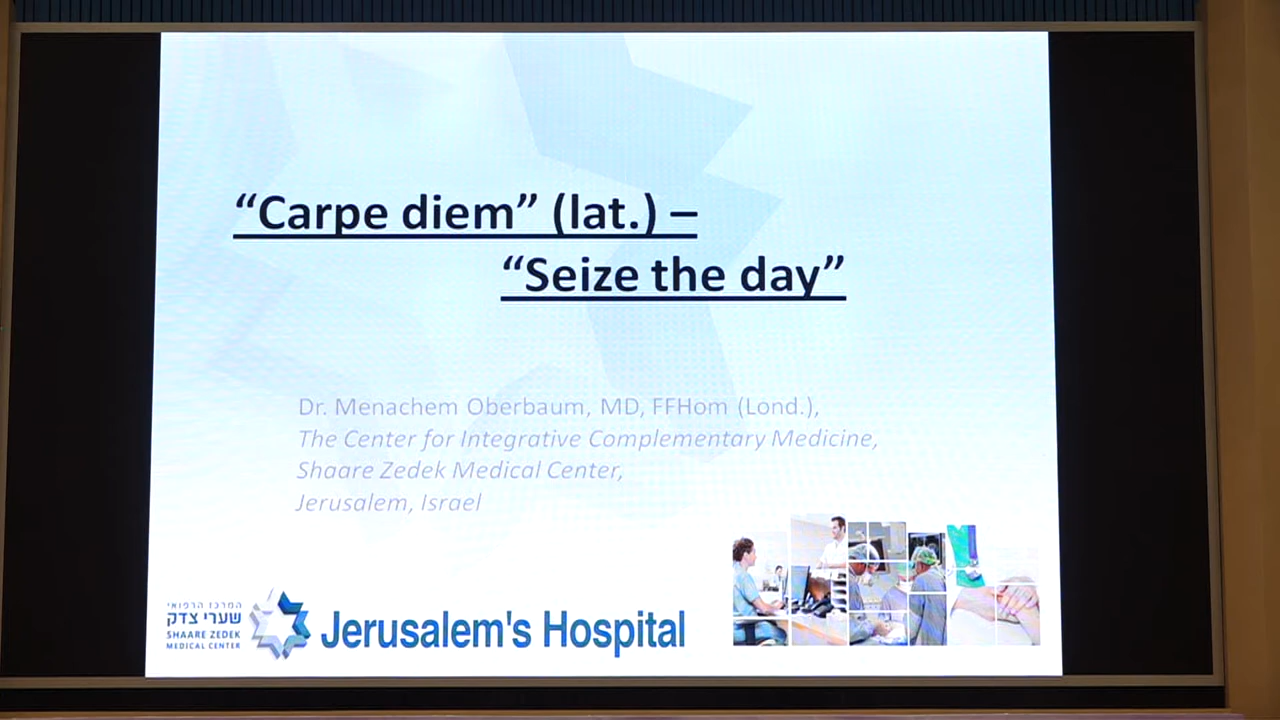 “Carpe diem” (lat.) –
“Seize the day”
Dr. Menachem Oberbaum, MD, FFHom (Lond.),
The Center for Integrative Complementary Medicine,
Shaare Zedek Medical Center,
Jerusalem, Israel
המרכז הרפואי
שערי צדק
SHAARE ZEDEK
MEDICAL CENTER
Jerusalem's Hospital